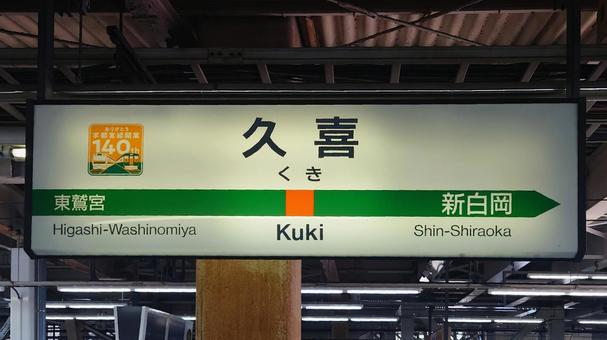 ありがとう
宇都宮線開業
140th
久喜
くき
東鷲宮
新白岡
Higashi-Washinomiya
Kuki
Shin-Shiraoka